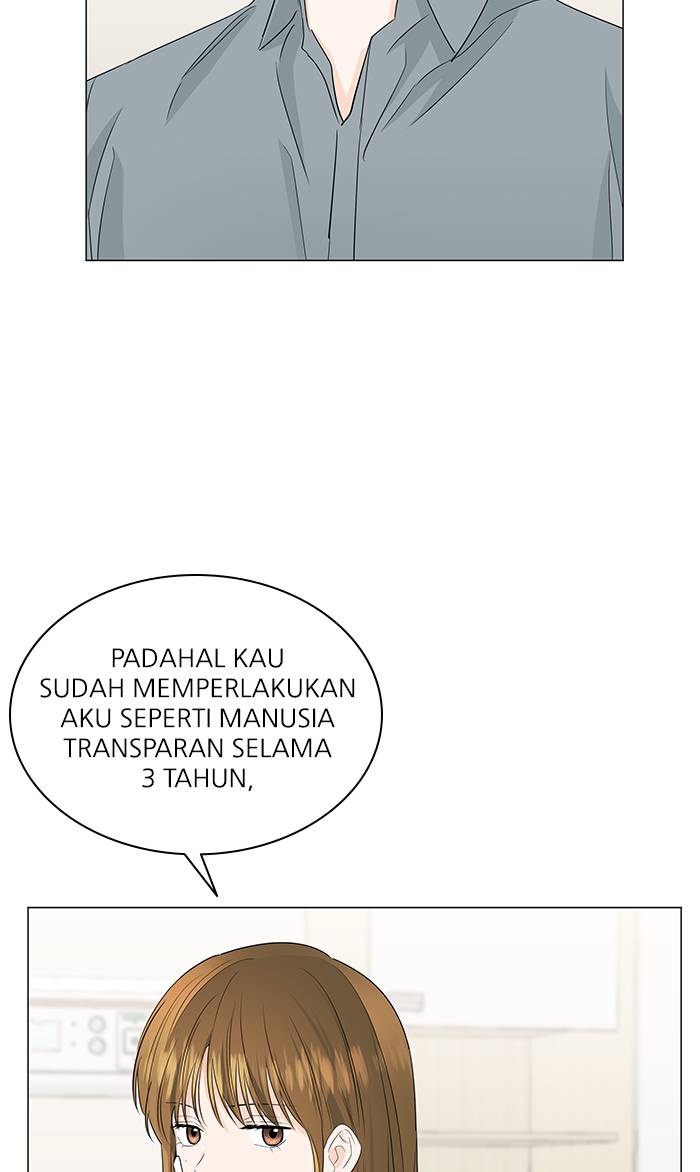 PADAHAL KAU
SUDAH MEMPERLAKUKAN
AKU SEPERTI MANUSIA
TRANSPARAN SELAMA
3 TAHUN,